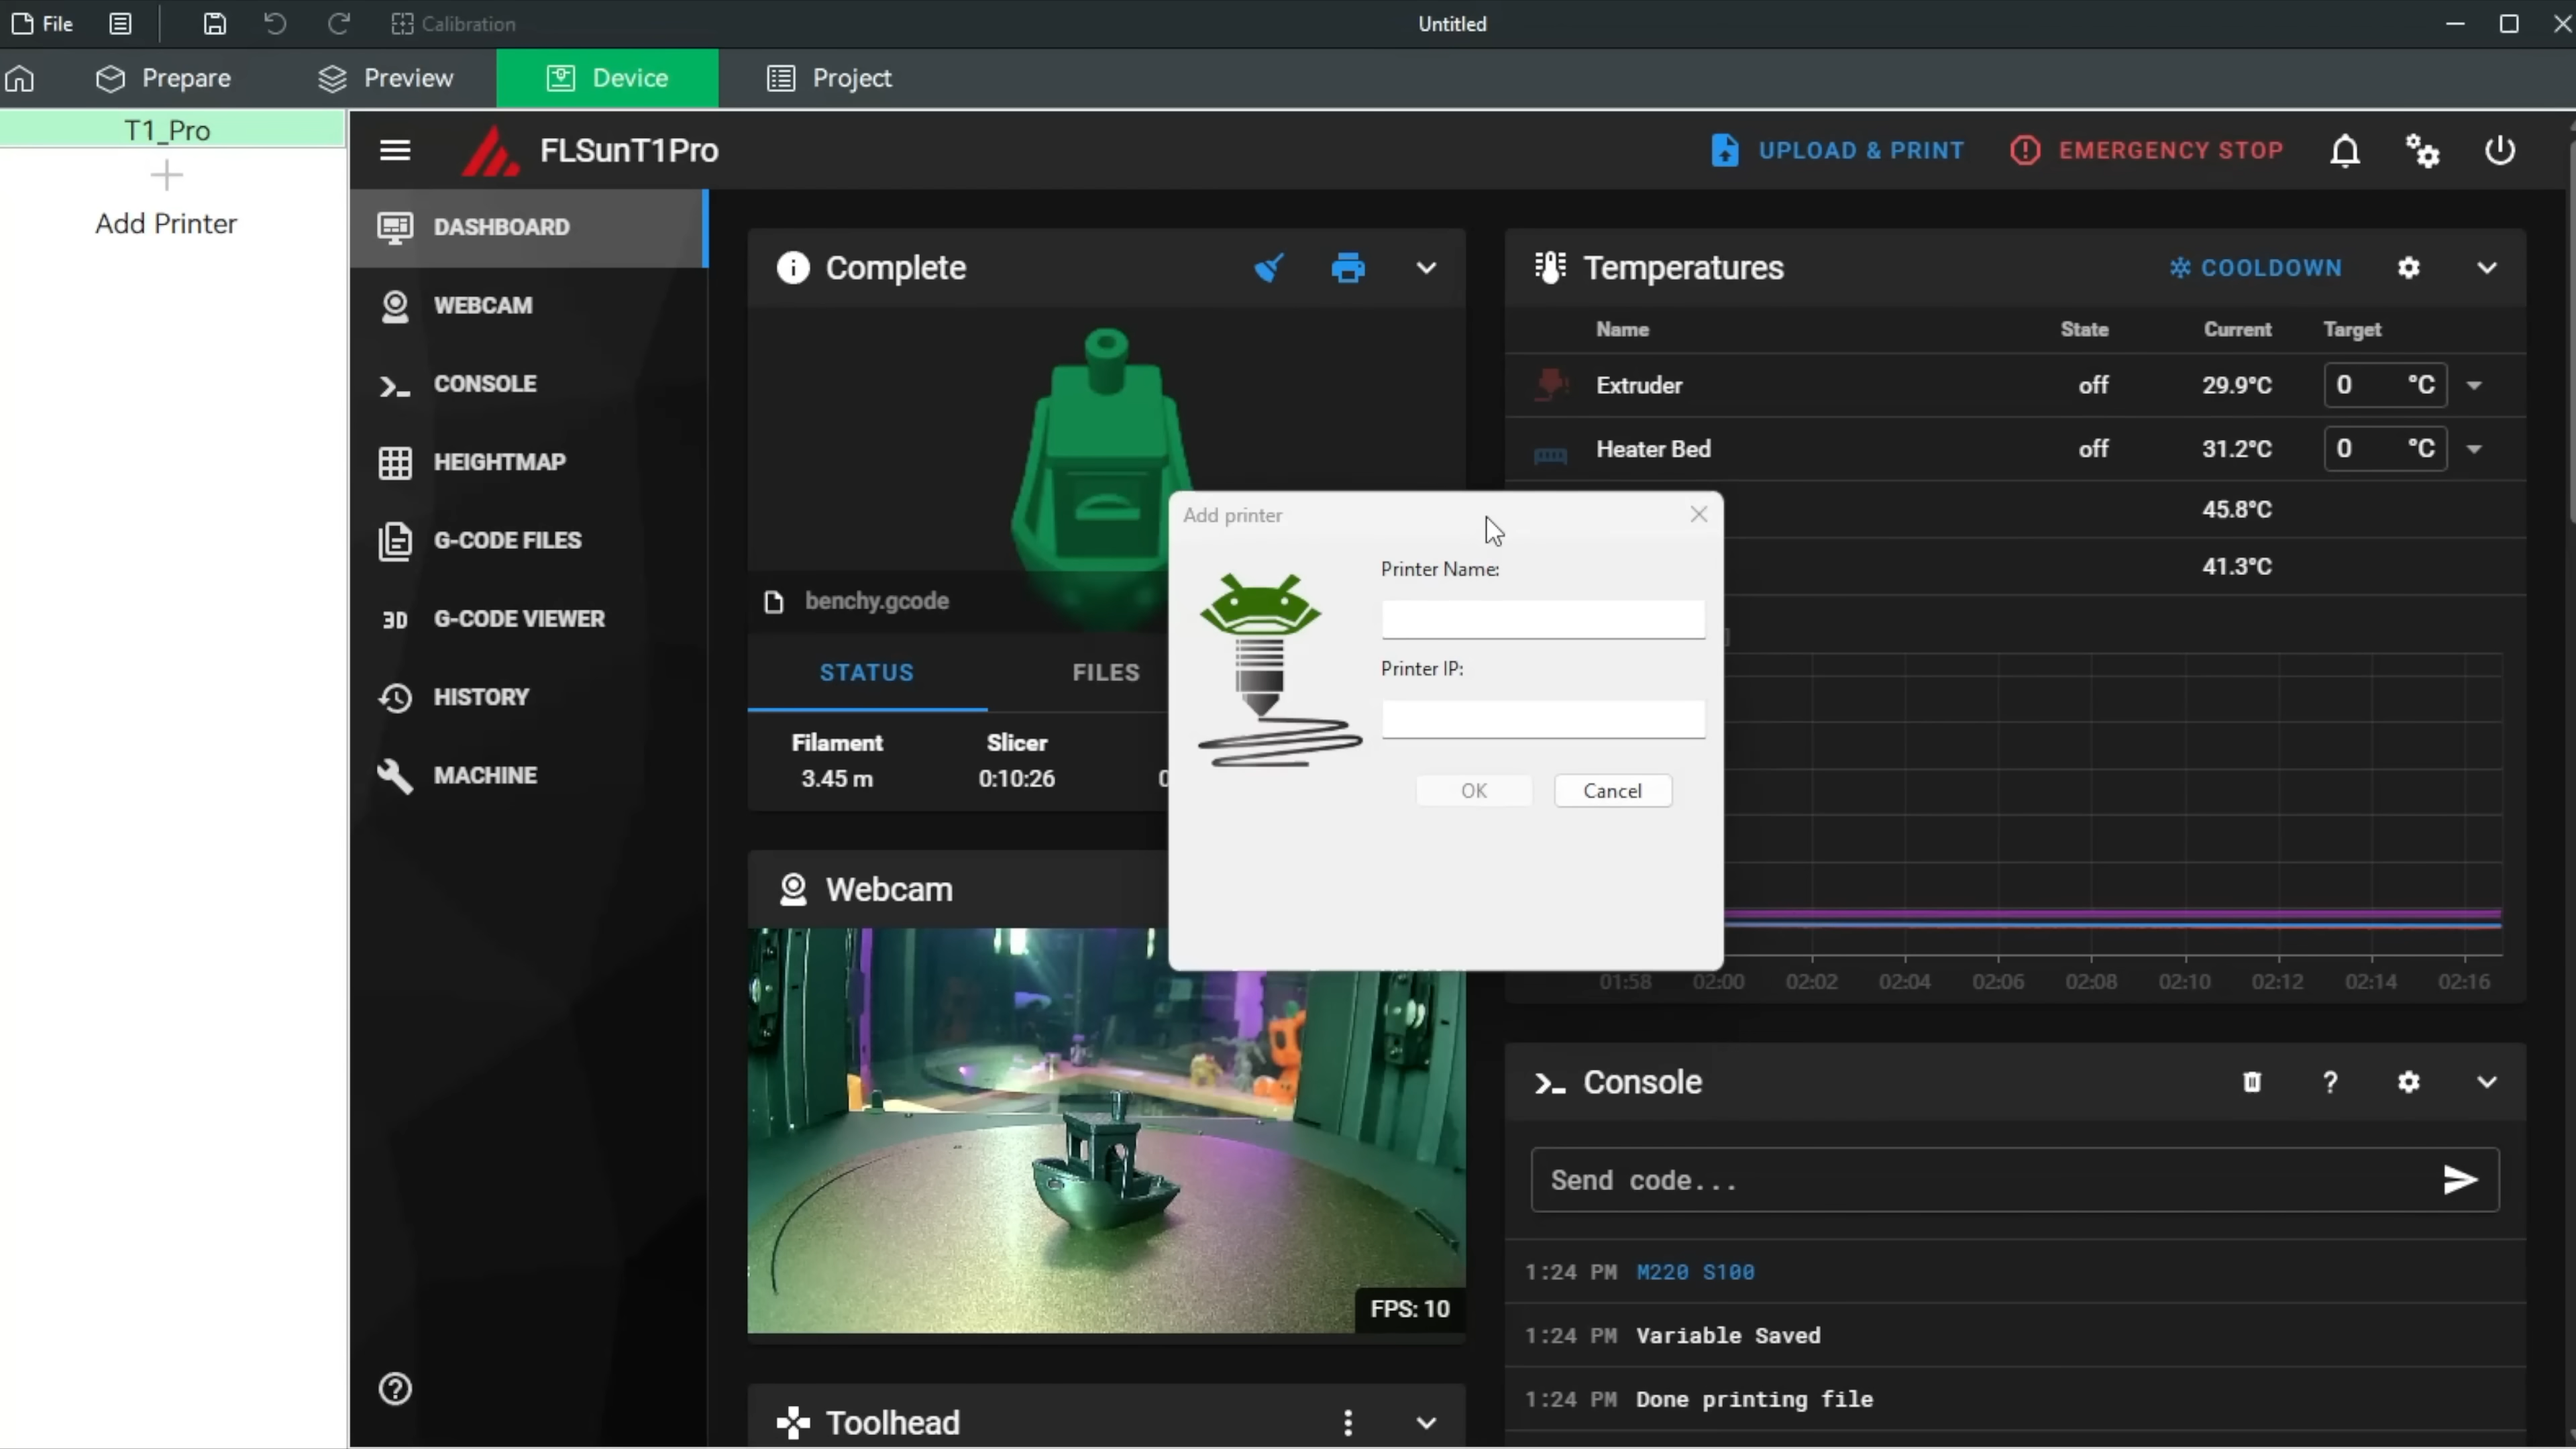 File
Calibration
Untitled
Prepare
Preview
Device
Project
T1_Pro
Add Printer
FLSunT1Pro
UPLOAD & PRINT
EMERGENCY STOP
DASHBOARD
WEBCAM
CONSOLE
HEIGHTMAP
G-CODE FILES
3D G-CODE VIEWER
HISTORY
MACHINE
Complete
benchy.gcode
STATUS
FILES
Filament
Slicer
3.45 m
0:10:26
0
Webcam
FPS: 10
Toolhead
Add printer
Printer Name:
Printer IP:
OK
Cancel
Temperatures
COOLDOWN
Name State Current Target
Extruder off 29.9°C 0 °C
Heater Bed off 31.2°C 0 °C
45.8°C
41.3°C
01:58 02:00 02:02 02:04 02:06 02:08 02:10 02:12 02:14 02:16
Console
?
Send code...
1:24 PM M220 S100
1:24 PM Variable Saved
1:24 PM Done printing file